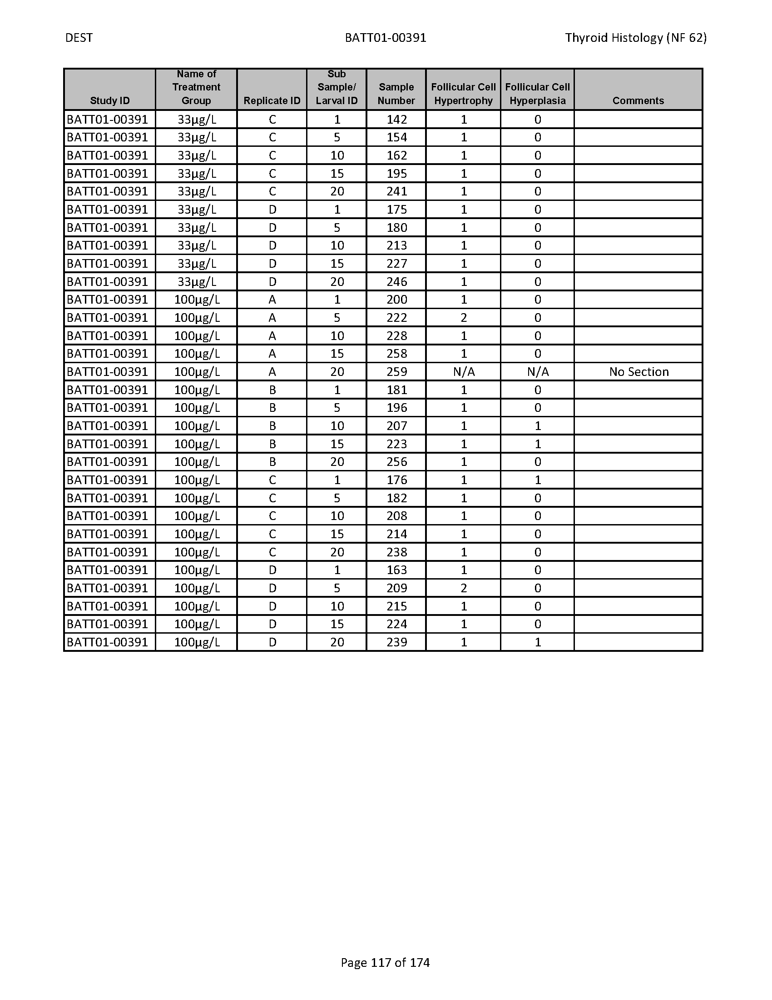 DEST BATT01-00391 Thyroid Histology (NF 62)
Study ID Name of Treatment Group Replicate ID Sub Sample/ Larval ID Sample Number Follicular Cell Hypertrophy Follicular Cell Hyperplasia Comments
BATT01-00391 33µg/L C 1 142 1 0
BATT01-00391 33µg/L C 5 154 1 0
BATT01-00391 33µg/L C 10 162 1 0
BATT01-00391 33µg/L C 15 195 1 0
BATT01-00391 33µg/L C 20 241 1 0
BATT01-00391 33µg/L D 1 175 1 0
BATT01-00391 33µg/L D 5 180 1 0
BATT01-00391 33µg/L D 10 213 1 0
BATT01-00391 33µg/L D 15 227 1 0
BATT01-00391 33µg/L D 20 246 1 0
BATT01-00391 100µg/L A 1 200 1 0
BATT01-00391 100µg/L A 5 222 2 0
BATT01-00391 100µg/L A 10 228 1 0
BATT01-00391 100µg/L A 15 258 1 0
BATT01-00391 100µg/L A 20 259 N/A N/A No Section
BATT01-00391 100µg/L B 1 181 1 0
BATT01-00391 100µg/L B 5 196 1 0
BATT01-00391 100µg/L B 10 207 1 1
BATT01-00391 100µg/L B 15 223 1 1
BATT01-00391 100µg/L B 20 256 1 0
BATT01-00391 100µg/L C 1 176 1 1
BATT01-00391 100µg/L C 5 182 1 0
BATT01-00391 100µg/L C 10 208 1 0
BATT01-00391 100µg/L C 15 214 1 0
BATT01-00391 100µg/L C 20 238 1 0
BATT01-00391 100µg/L D 1 163 1 0
BATT01-00391 100µg/L D 5 209 2 0
BATT01-00391 100µg/L D 10 215 1 0
BATT01-00391 100µg/L D 15 224 1 0
BATT01-00391 100µg/L D 20 239 1 1
Page 117 of 174